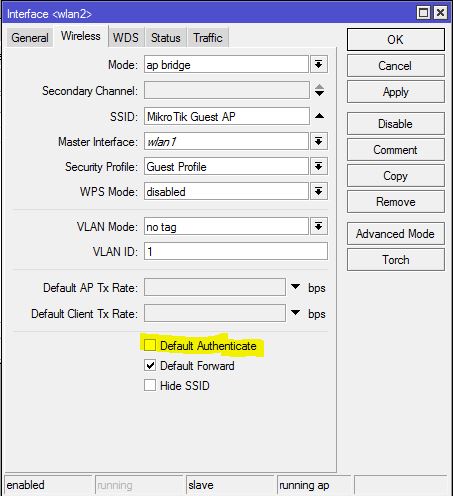 Interface <wlan2>
General Wireless WDS Status Traffic
Mode: ap bridge
Secondary Channel:
SSID: MikroTik Guest AP
Master Interface: wlan1
Security Profile: Guest Profile
WPS Mode: disabled
VLAN Mode: no tag
VLAN ID: 1
Default AP Tx Rate: bps
Default Client Tx Rate: bps
Default Authenticate
Default Forward
Hide SSID
OK
Cancel
Apply
Disable
Comment
Copy
Remove
Advanced Mode
Torch
enabled running slave running ap